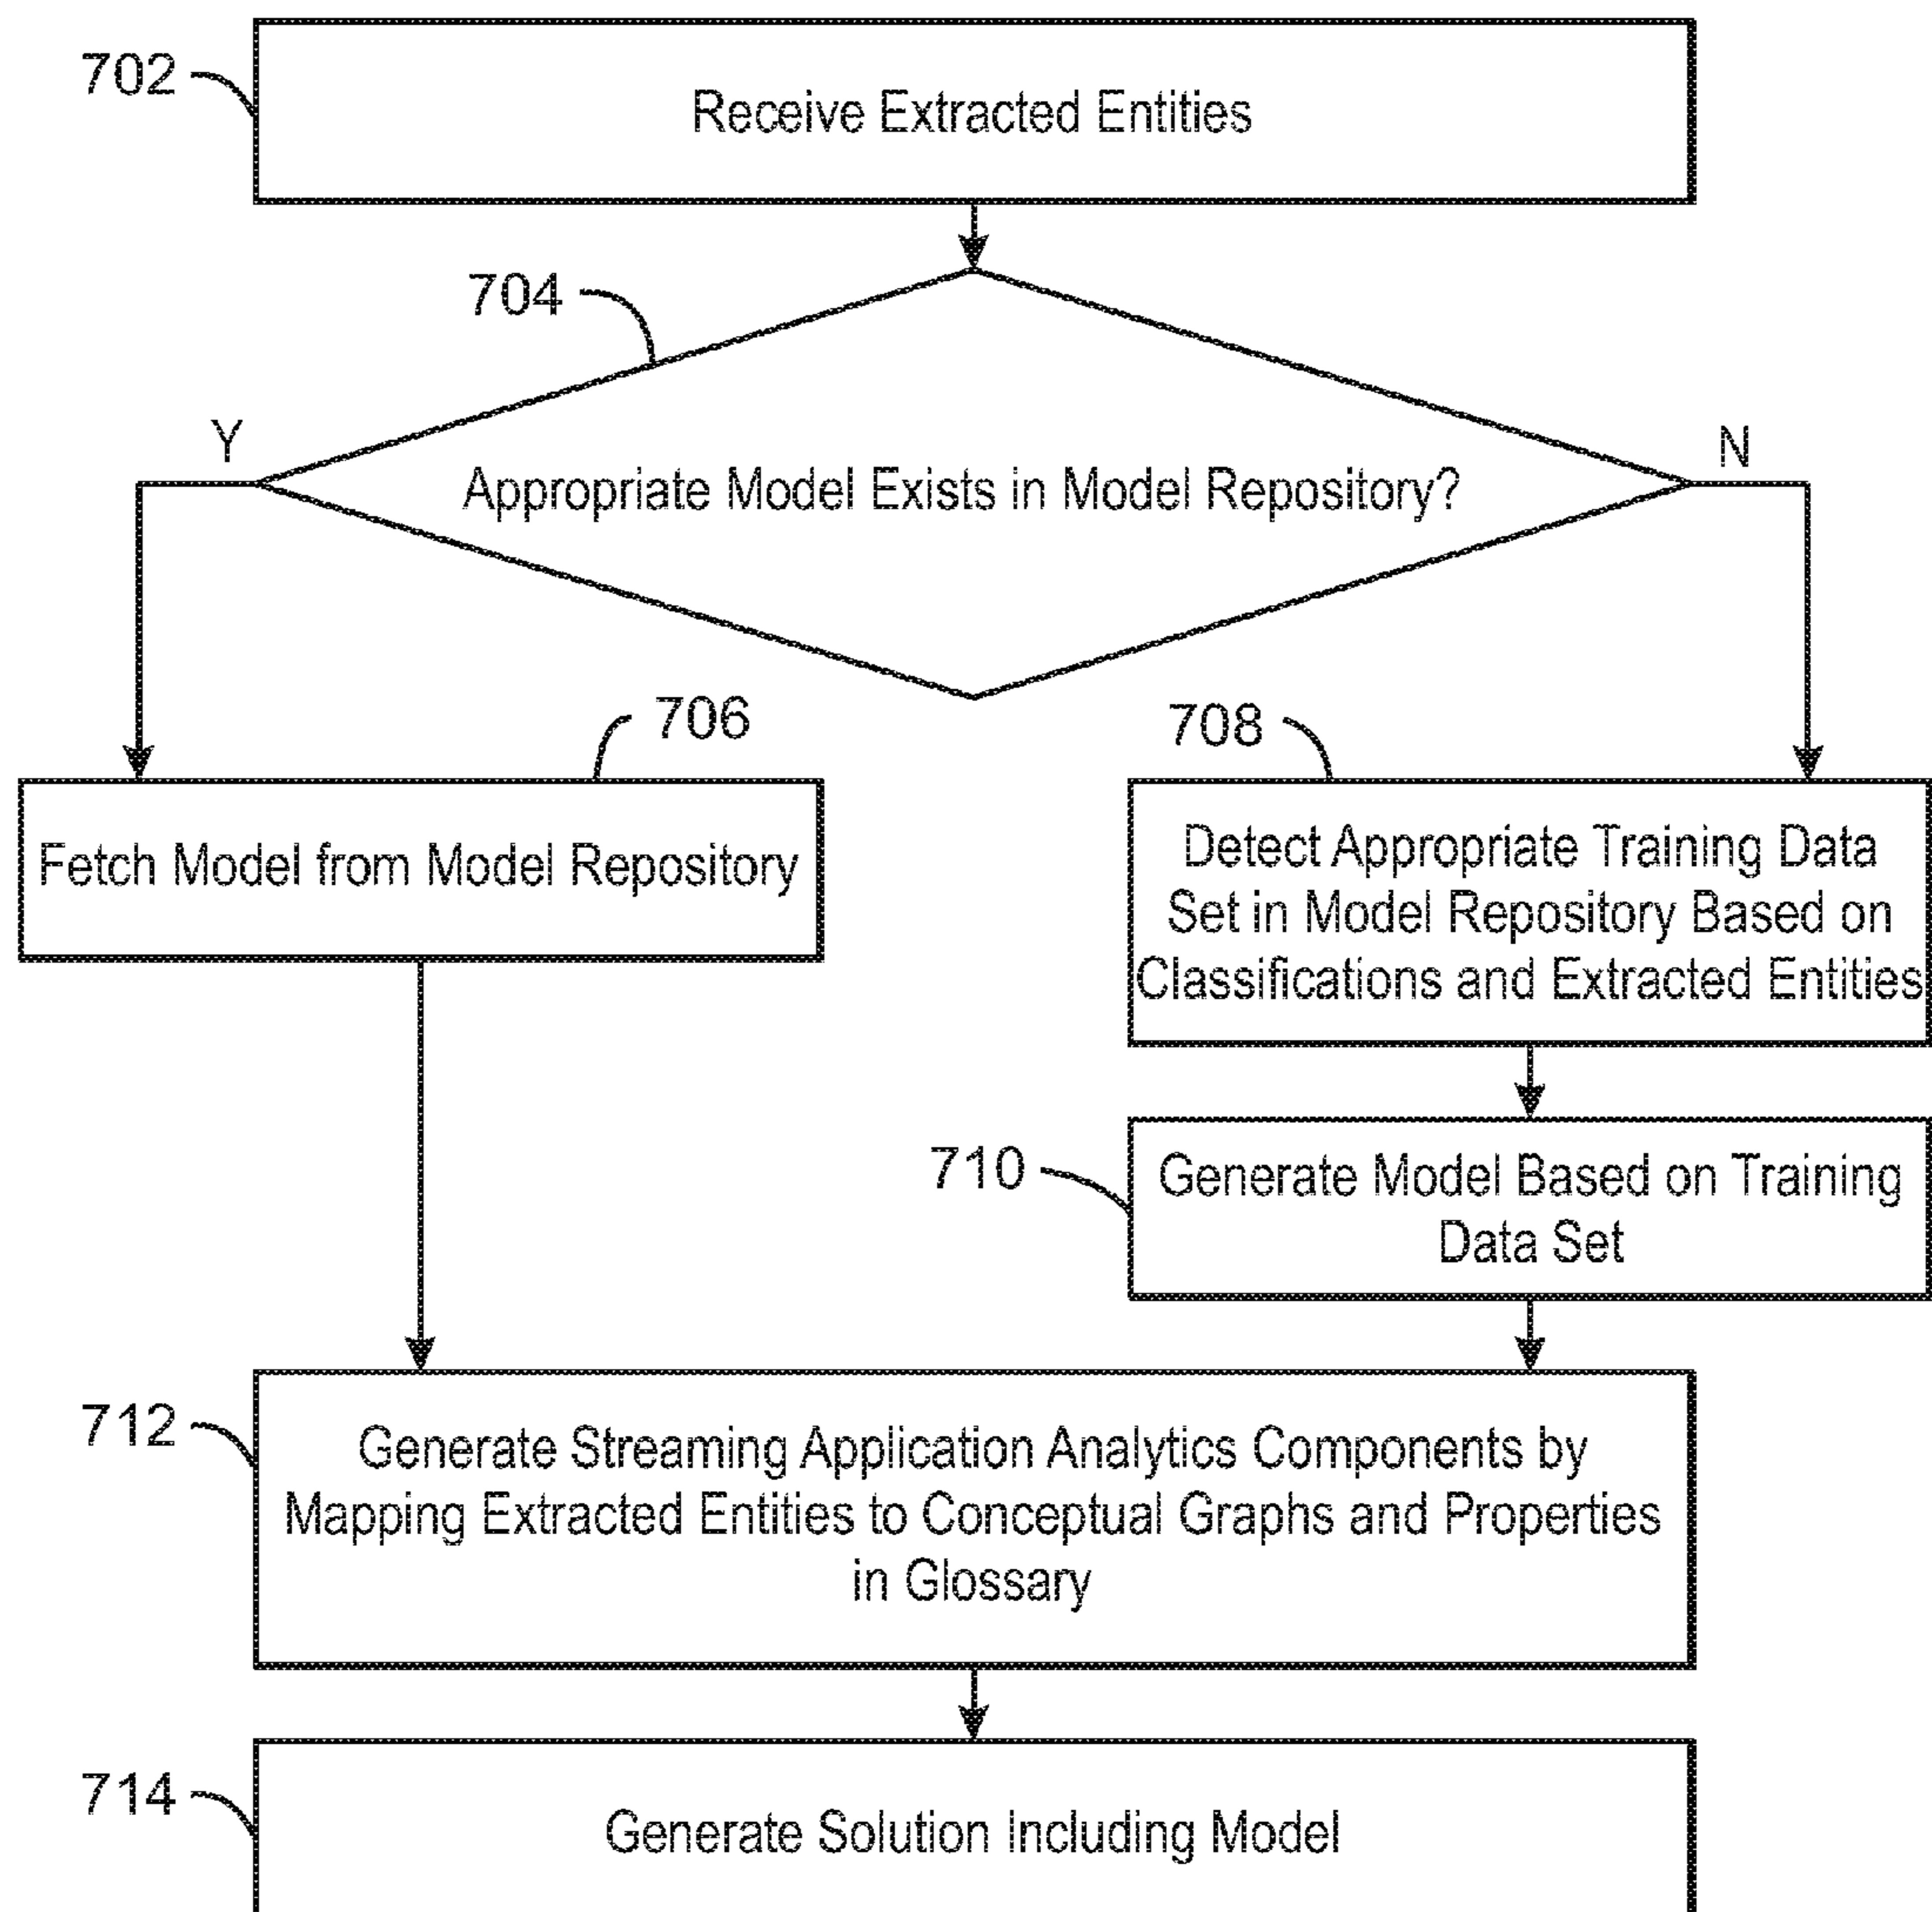 702
Receive Extracted Entities
704
Y
N
Appropriate Model Exists in Model Repository?
706
708
Fetch Model from Model Repository
Detect Appropriate Training Data
Set in Model Repository Based on
Classifications and Extracted Entities
710
Generate Model Based on Training
Data Set
712
Generate Streaming Application Analytics Components by
Mapping Extracted Entities to Conceptual Graphs and Properties
in Glossary
714
Generate Solution Including Model